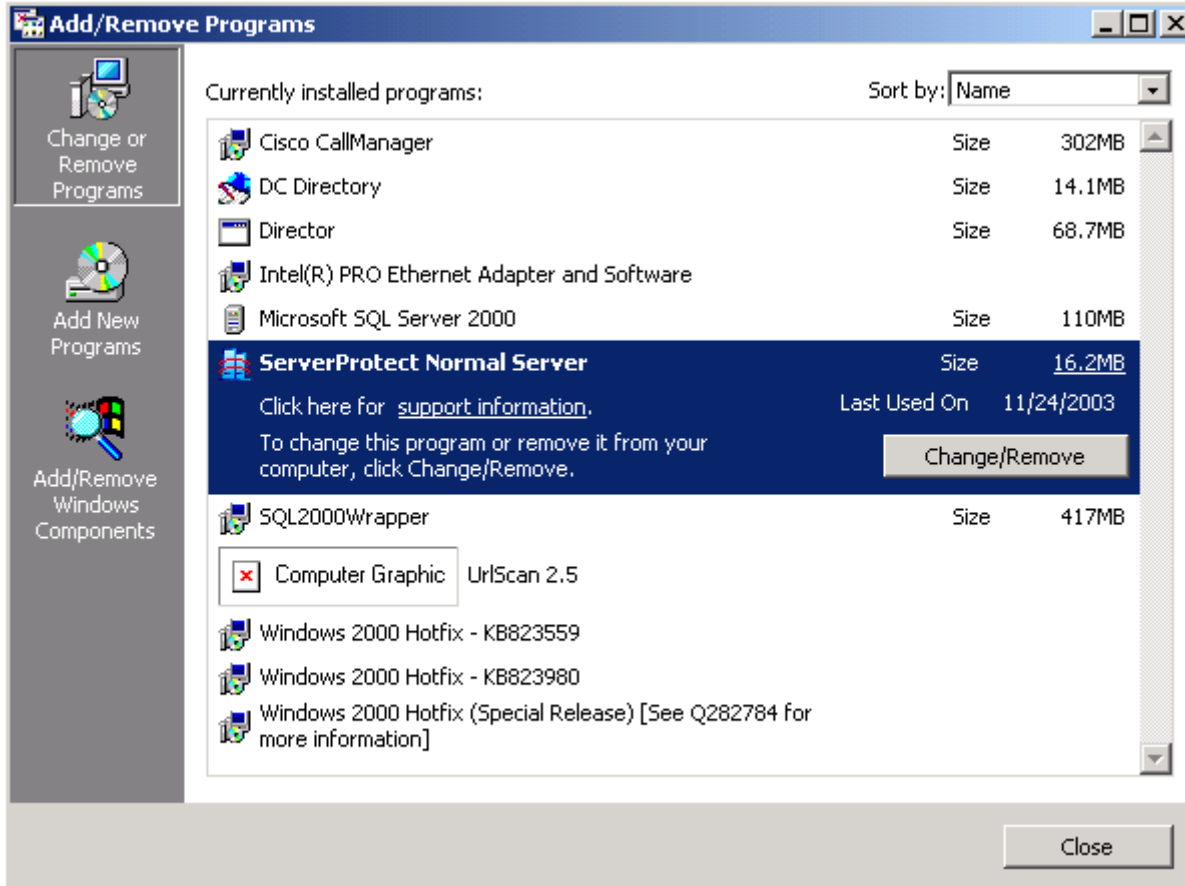 Add/Remove Programs
Change or
Remove
Programs
Add New
Programs
Add/Remove
Windows
Components
Currently installed programs:
Sort by: Name
Cisco CallManager Size 302MB
DC Directory Size 14.1MB
Director Size 68.7MB
Intel(R) PRO Ethernet Adapter and Software
Microsoft SQL Server 2000 Size 110MB
ServerProtect Normal Server Size 16.2MB
Click here for support information. Last Used On 11/24/2003
To change this program or remove it from your
computer, click Change/Remove.
Change/Remove
SQL2000Wrapper Size 417MB
Computer Graphic UrlScan 2.5
Windows 2000 Hotfix - KB823559
Windows 2000 Hotfix - KB823980
Windows 2000 Hotfix (Special Release) [See Q282784 for
more information]
Close